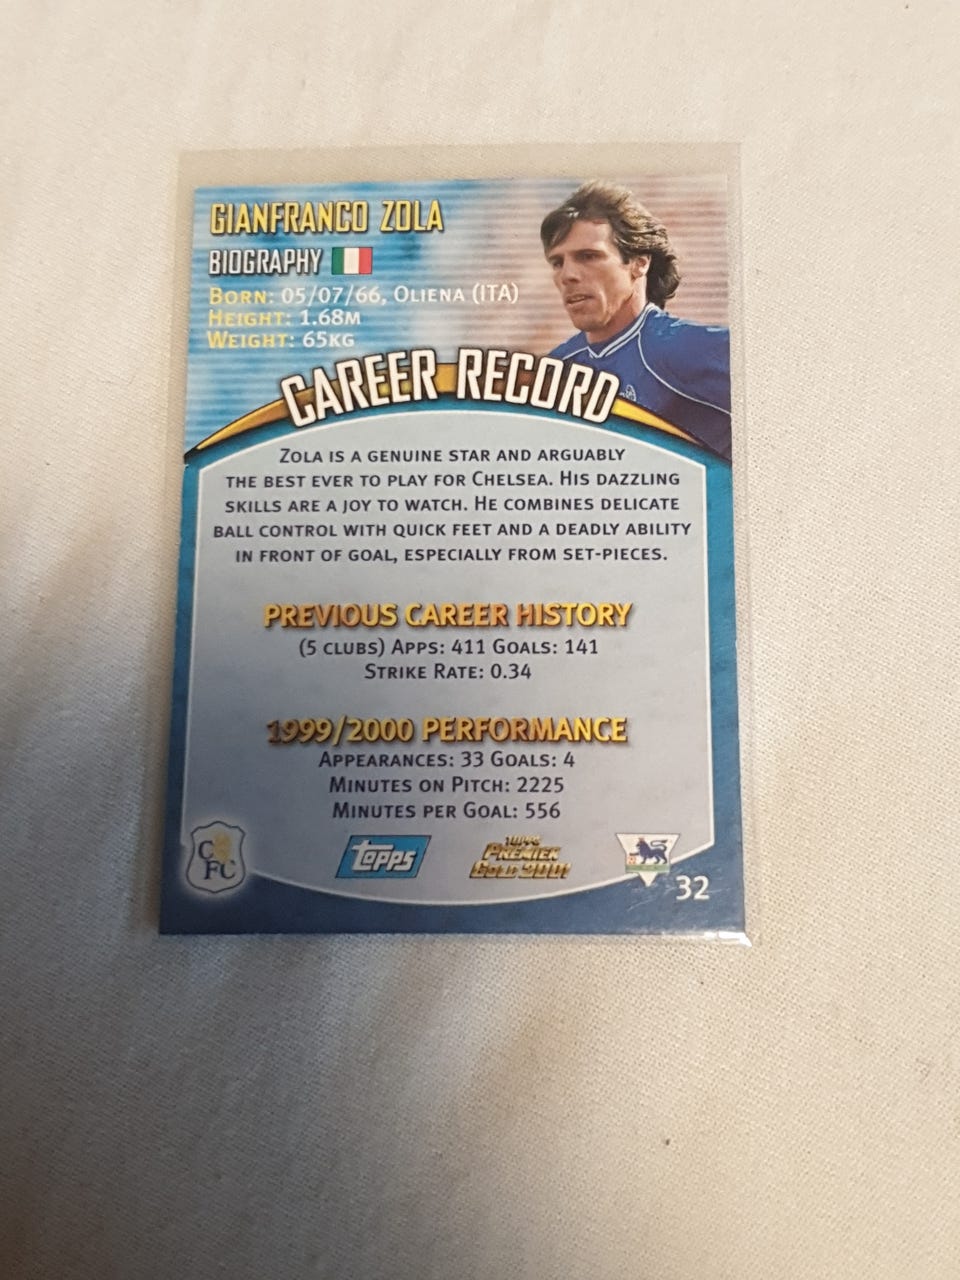 GIANFRANCO ZOLA
BIOGRAPHY
BORN: 05/07/66, OLIENA (ITA)
HEIGHT: 1.68M
WEIGHT: 65KG
CAREER RECORD
ZOLA IS A GENUINE STAR AND ARGUABLY
THE BEST EVER TO PLAY FOR CHELSEA. HIS DAZZLING
SKILLS ARE A JOY TO WATCH. HE COMBINES DELICATE
BALL CONTROL WITH QUICK FEET AND A DEADLY ABILITY
IN FRONT OF GOAL, ESPECIALLY FROM SET-PIECES.
PREVIOUS CAREER HISTORY
(5 CLUBS) APPS: 411 GOALS: 141
STRIKE RATE: 0.34
1999/2000 PERFORMANCE
APPEARANCES: 33 GOALS: 4
MINUTES ON PITCH: 2225
MINUTES PER GOAL: 556
CFC
Topps
TOPPS
PREMIER
GOLD 2001
32